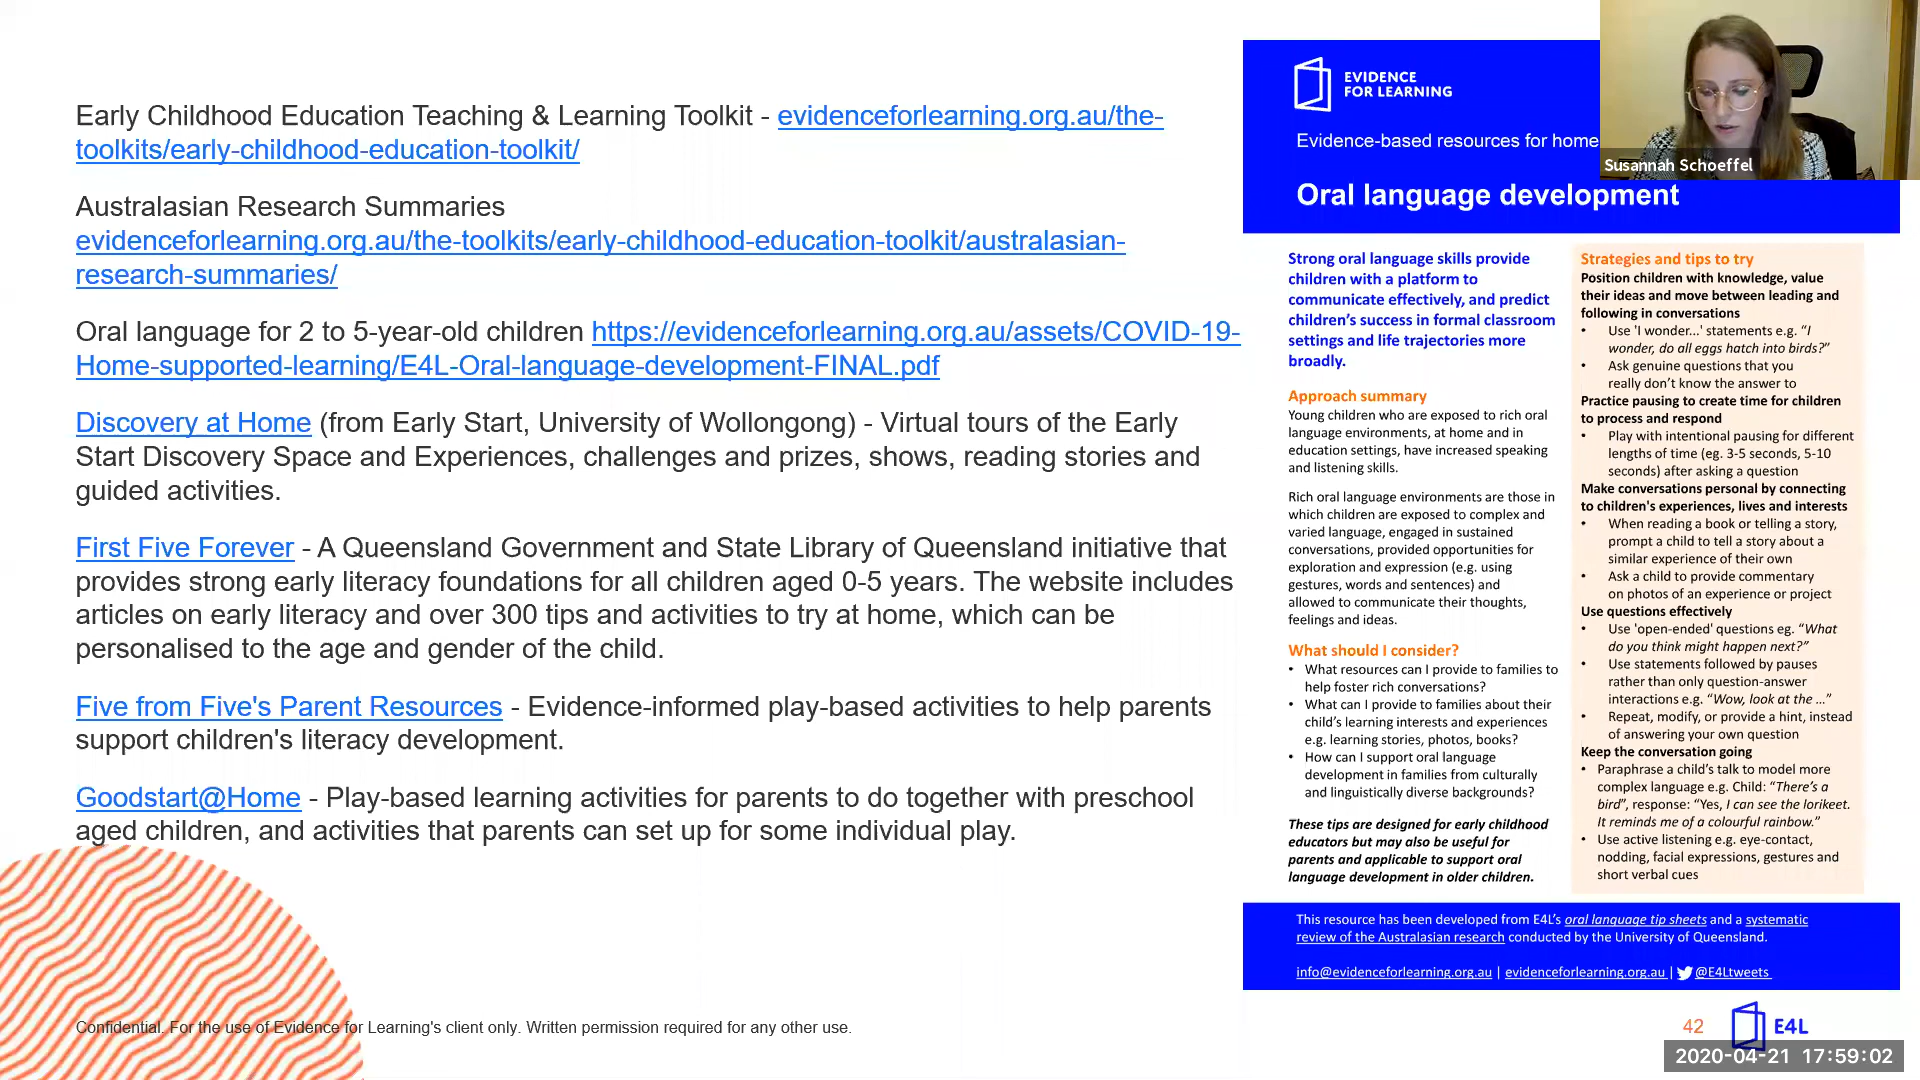 Early Childhood Education Teaching & Learning Toolkit - evidenceforlearning.org.au/the-
toolkits/early-childhood-education-toolkit/
Australasian Research Summaries
evidenceforlearning.org.au/the-toolkits/early-childhood-education-toolkit/australasian-
research-summaries/
Oral language for 2 to 5-year-old children https://evidenceforlearning.org.au/assets/COVID-19-
Home-supported-learning/E4L-Oral-language-development-FINAL.pdf
Discovery at Home (from Early Start, University of Wollongong) - Virtual tours of the Early
Start Discovery Space and Experiences, challenges and prizes, shows, reading stories and
guided activities.
First Five Forever - A Queensland Government and State Library of Queensland initiative that
provides strong early literacy foundations for all children aged 0-5 years. The website includes
articles on early literacy and over 300 tips and activities to try at home, which can be
personalised to the age and gender of the child.
Five from Five's Parent Resources - Evidence-informed play-based activities to help parents
support children's literacy development.
Goodstart@Home - Play-based learning activities for parents to do together with preschool
aged children, and activities that parents can set up for some individual play.
Confidential. For the use of Evidence for Learning's client only. Written permission required for any other use.
EVIDENCE
FOR LEARNING
Evidence-based resources for home
Susannah Schoeffel
Oral language development
Strong oral language skills provide
children with a platform to
communicate effectively, and predict
children's success in formal classroom
settings and life trajectories more
broadly.
Approach summary
Young children who are exposed to rich oral
language environments, at home and in
education settings, have increased speaking
and listening skills.
Rich oral language environments are those in
which children are exposed to complex and
varied language, engaged in sustained
conversations, provided opportunities for
exploration and expression (e.g. using
gestures, words and sentences) and
allowed to communicate their thoughts,
feelings and ideas.
What should I consider?
• What resources can I provide to families to
help foster rich conversations?
• What can I provide to families about their
child's learning interests and experiences
e.g. learning stories, photos, books?
• How can I support oral language
development in families from culturally
and linguistically diverse backgrounds?
These tips are designed for early childhood
educators but may also be useful for
parents and applicable to support oral
language development in older children.
Strategies and tips to try
Position children with knowledge, value
their ideas and move between leading and
following in conversations
• Use 'I wonder...' statements e.g. "I
wonder, do all eggs hatch into birds?"
• Ask genuine questions that you
really don't know the answer to
Practice pausing to create time for children
to process and respond
• Play with intentional pausing for different
lengths of time (eg. 3-5 seconds, 5-10
seconds) after asking a question
Make conversations personal by connecting
to children's experiences, lives and interests
• When reading a book or telling a story,
prompt a child to tell a story about a
similar experience of their own
• Ask a child to provide commentary
on photos of an experience or project
Use questions effectively
• Use 'open-ended' questions eg. "What
do you think might happen next?"
• Use statements followed by pauses
rather than only question-answer
interactions e.g. "Wow, look at the ..."
• Repeat, modify, or provide a hint, instead
of answering your own question
Keep the conversation going
• Paraphrase a child's talk to model more
complex language e.g. Child: "There's a
bird", response: "Yes, I can see the lorikeet.
It reminds me of a colourful rainbow."
• Use active listening e.g. eye-contact,
nodding, facial expressions, gestures and
short verbal cues
This resource has been developed from E4L's oral language tip sheets and a systematic
review of the Australasian research conducted by the University of Queensland.
info@evidenceforlearning.org.au | evidenceforlearning.org.au | @E4Ltweets
42
E4L
2020-04-21 17:59:02